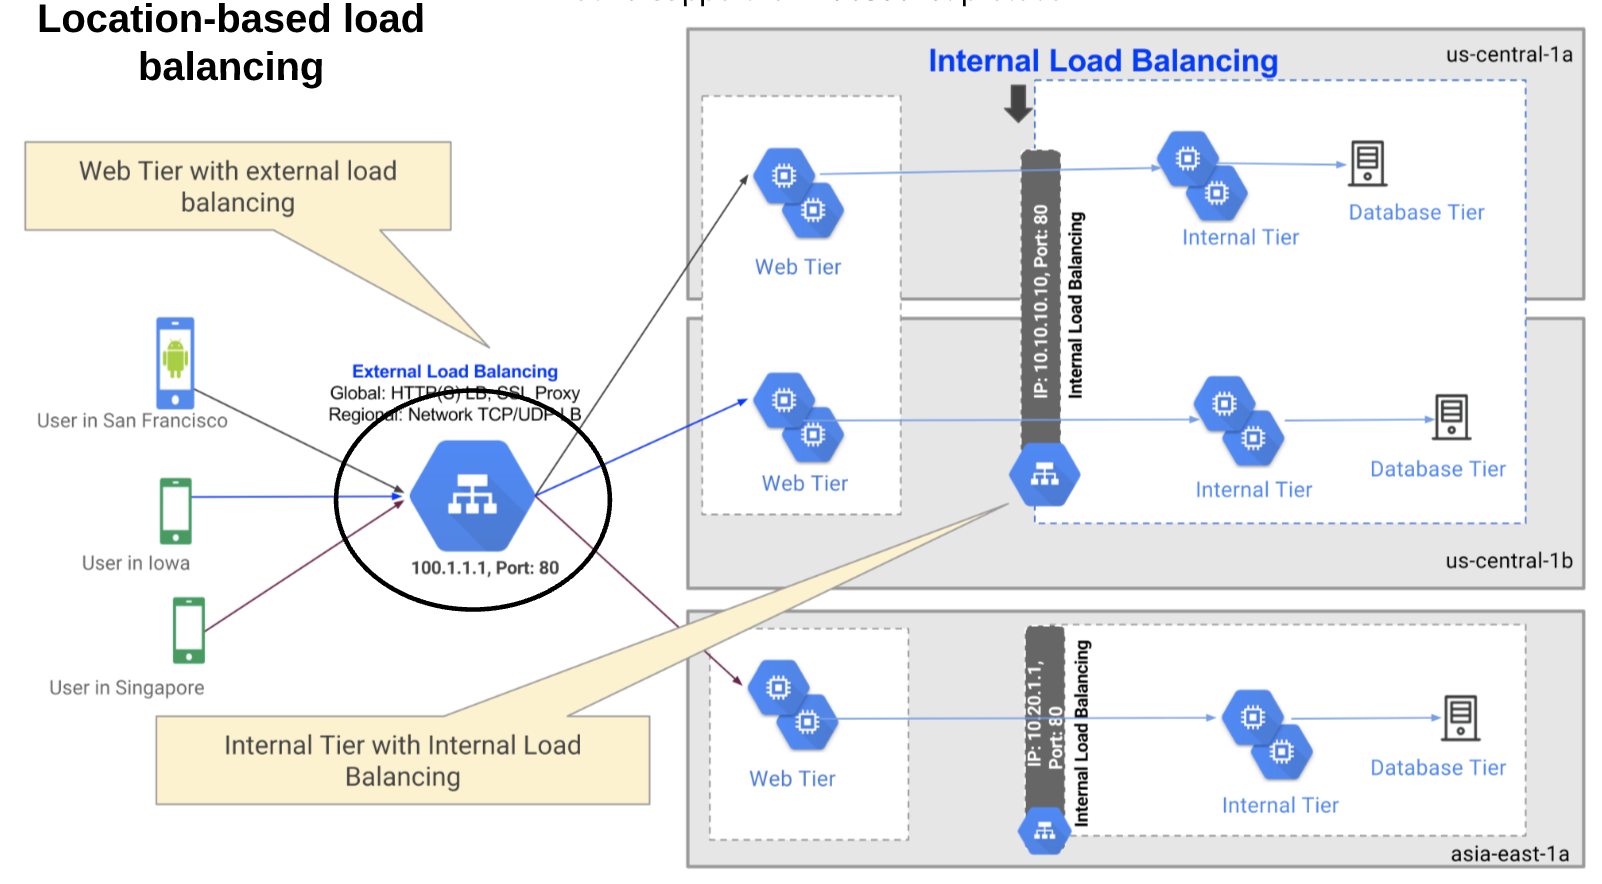 Location-based load
balancing
Internal Load Balancing
us-central-1a
Web Tier with external load
balancing
Web Tier
IP: 10.10.10.10, Port: 80
Internal Load Balancing
Internal Tier
Database Tier
User in San Francisco
External Load Balancing
Global: HTTP(S) LB, SSL Proxy
Regional: Network TCP/UDP LB
100.1.1.1, Port: 80
User in Iowa
User in Singapore
Web Tier
Internal Tier
Database Tier
us-central-1b
Internal Tier with Internal Load
Balancing
Web Tier
IP: 10.20.1.1,
Port: 80
Internal Load Balancing
Internal Tier
Database Tier
asia-east-1a